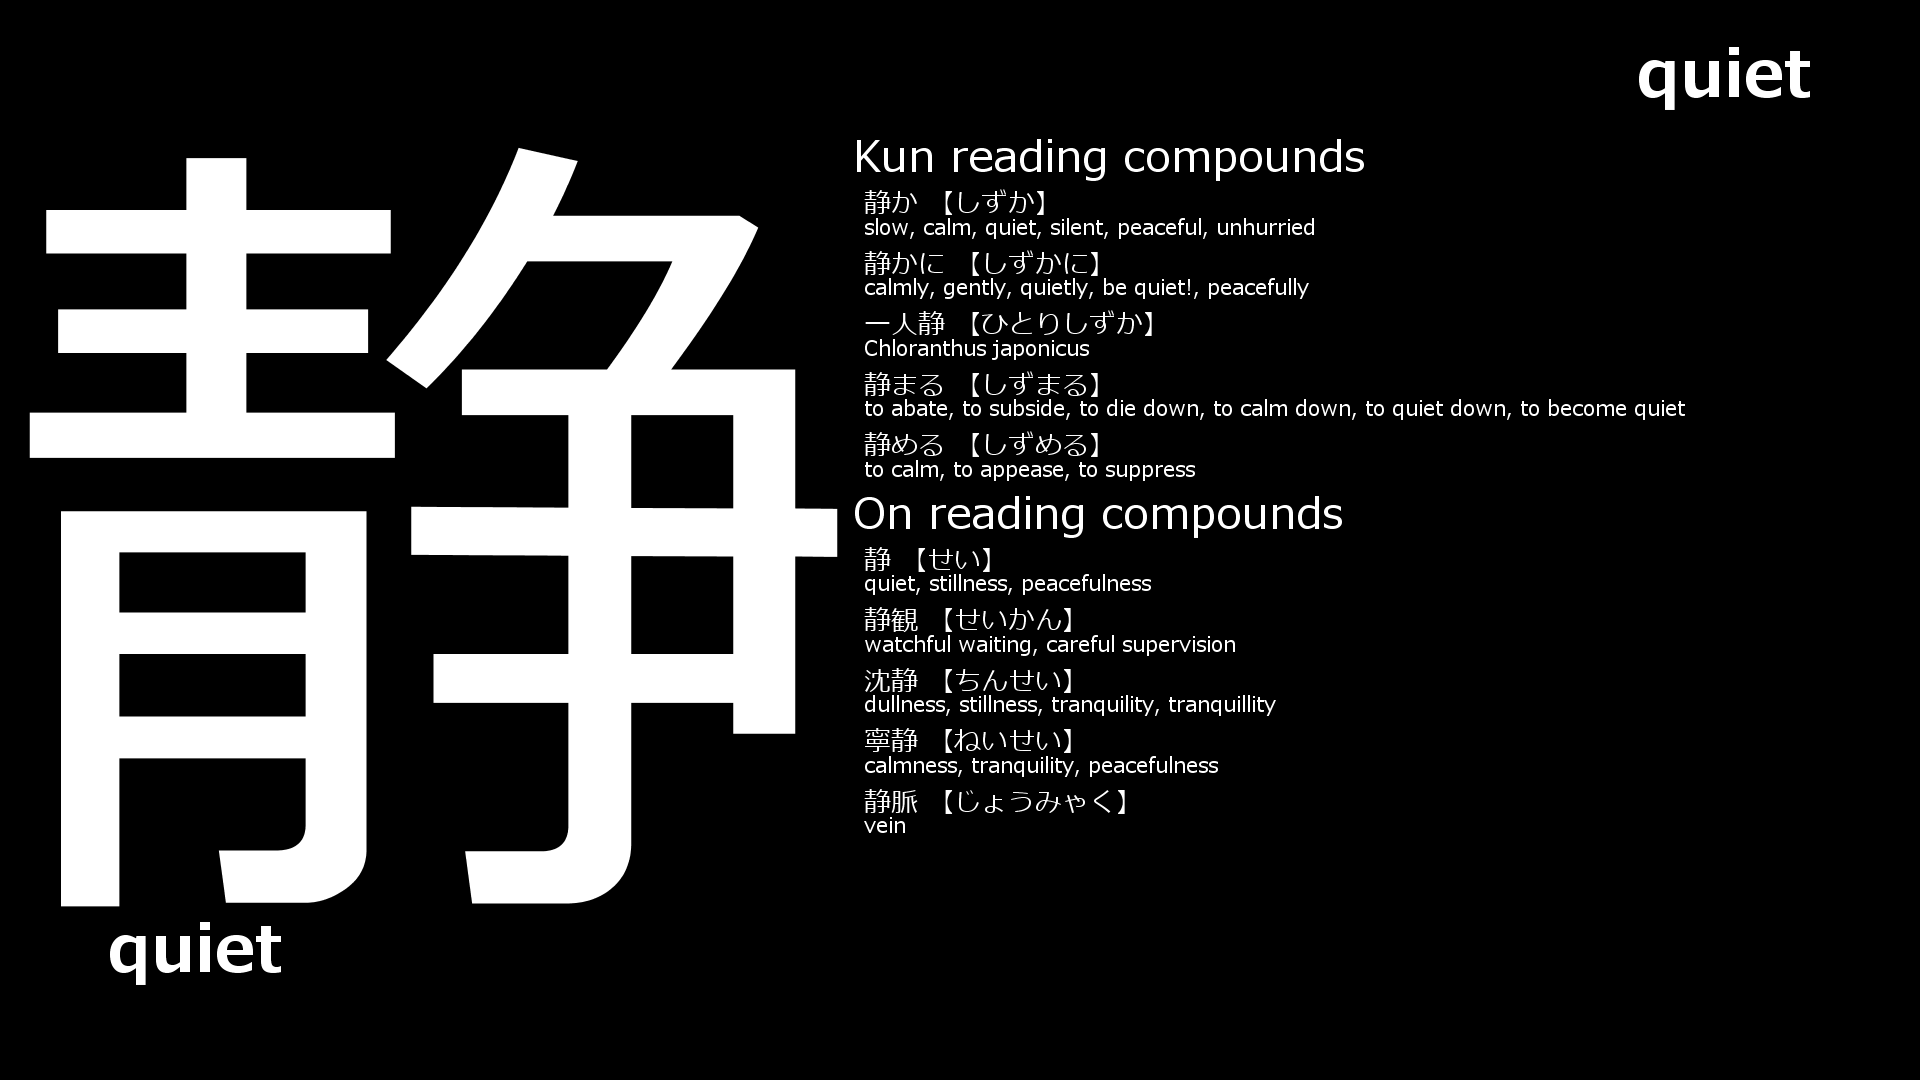 quiet
静
quiet
Kun reading compounds
静か 【しずか】
slow, calm, quiet, silent, peaceful, unhurried
静かに 【しずかに】
calmly, gently, quietly, be quiet!, peacefully
一人静 【ひとりしずか】
Chloranthus japonicus
静まる 【しずまる】
to abate, to subside, to die down, to calm down, to quiet down, to become quiet
静める 【しずめる】
to calm, to appease, to suppress
On reading compounds
静 【せい】
quiet, stillness, peacefulness
静観 【せいかん】
watchful waiting, careful supervision
沈静 【ちんせい】
dullness, stillness, tranquility, tranquillity
寧静 【ねいせい】
calmness, tranquility, peacefulness
静脈 【じょうみゃく】
vein